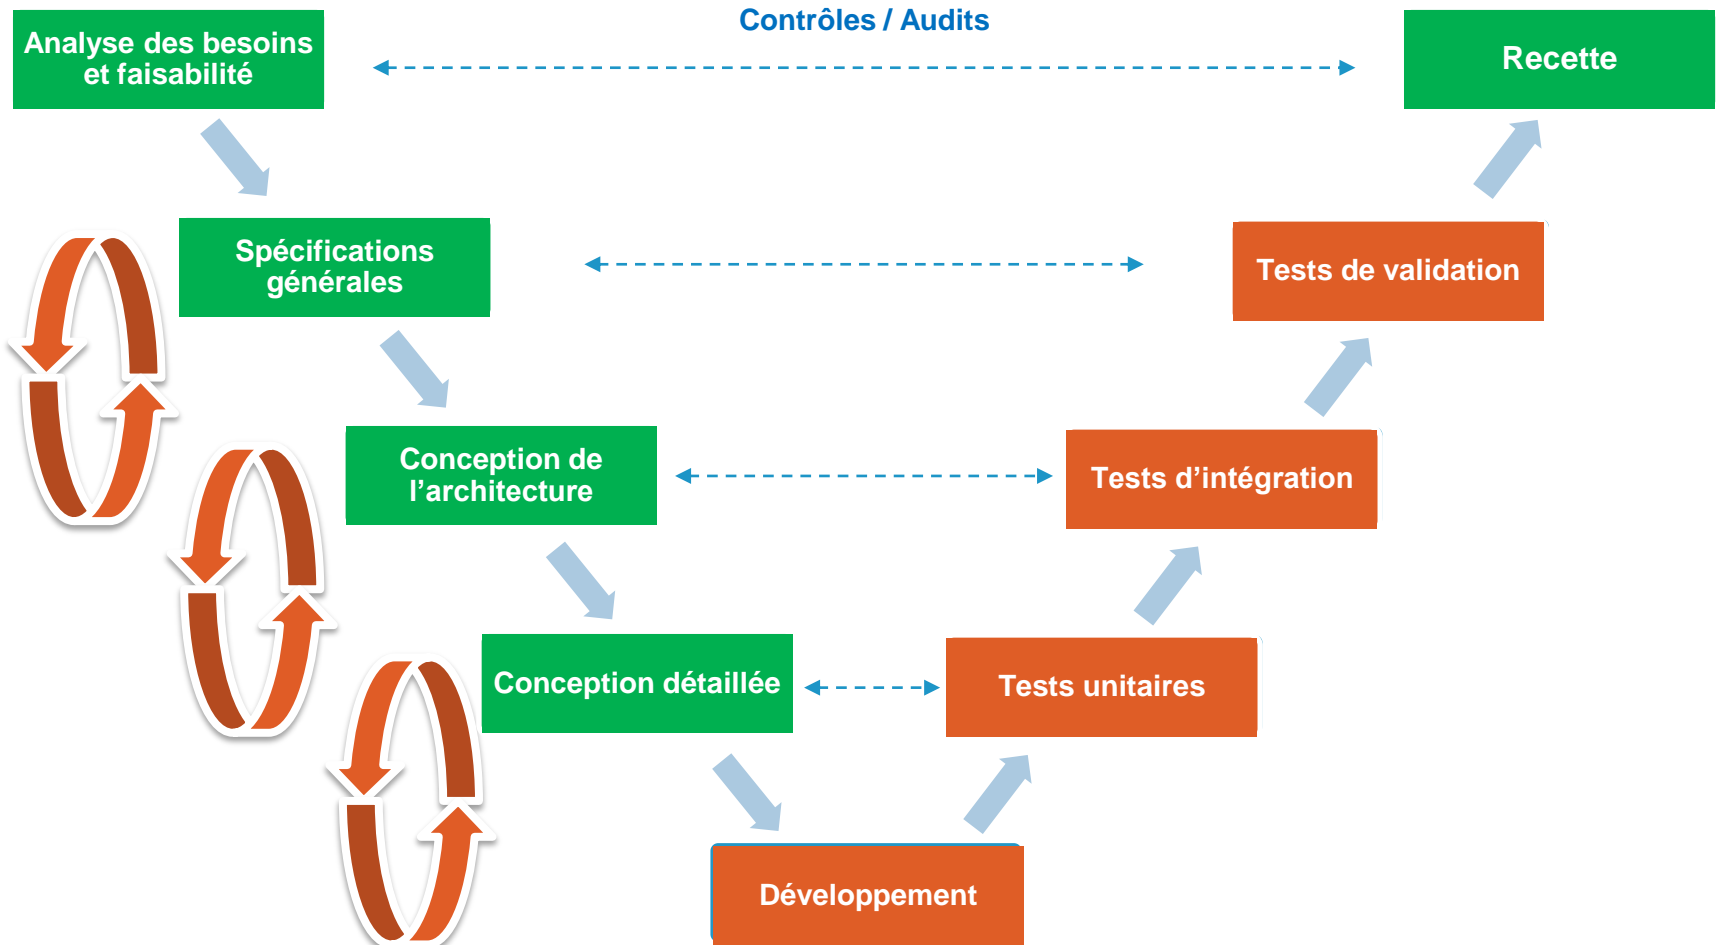 Contrôles / Audits
Analyse des besoins
et faisabilité
Recette
Spécifications
générales
Tests de validation
Conception de
l’architecture
Tests d’intégration
Conception détaillée
Tests unitaires
Développement